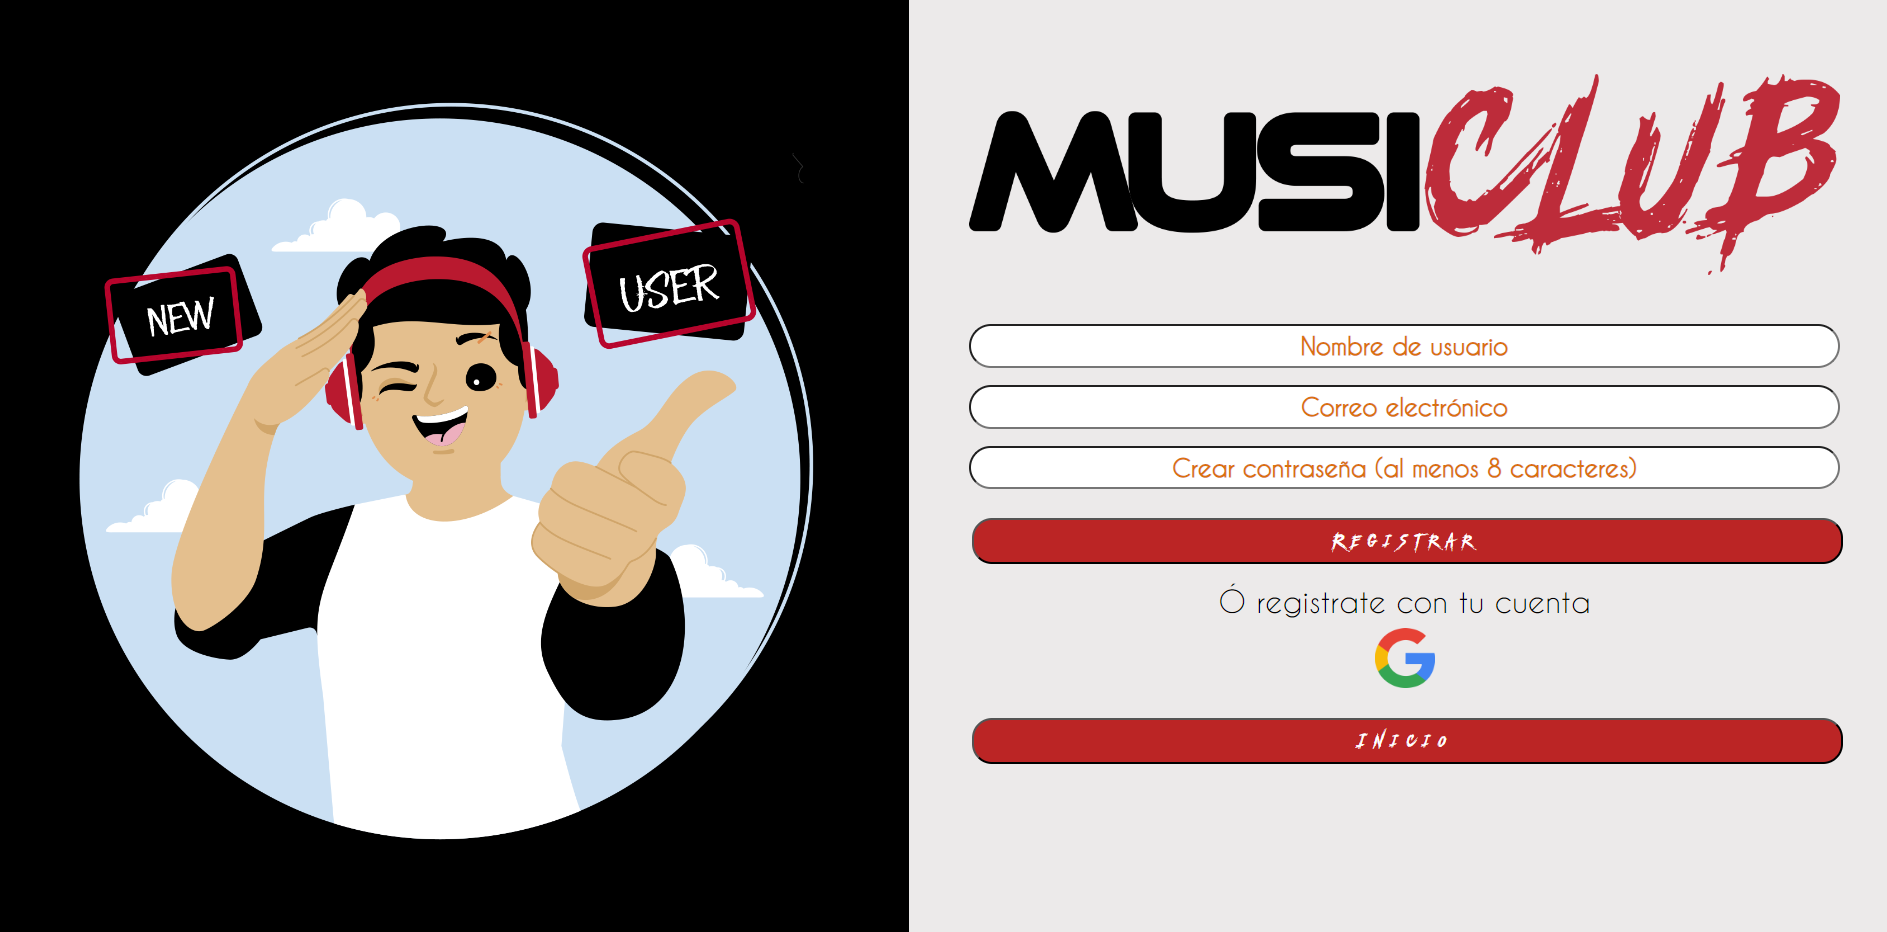 NEW
USER
MUSICLUB
Nombre de usuario
Correo electrónico
Crear contraseña (al menos 8 caracteres)
REGISTRAR
Ó registrate con tu cuenta
G
INICIO